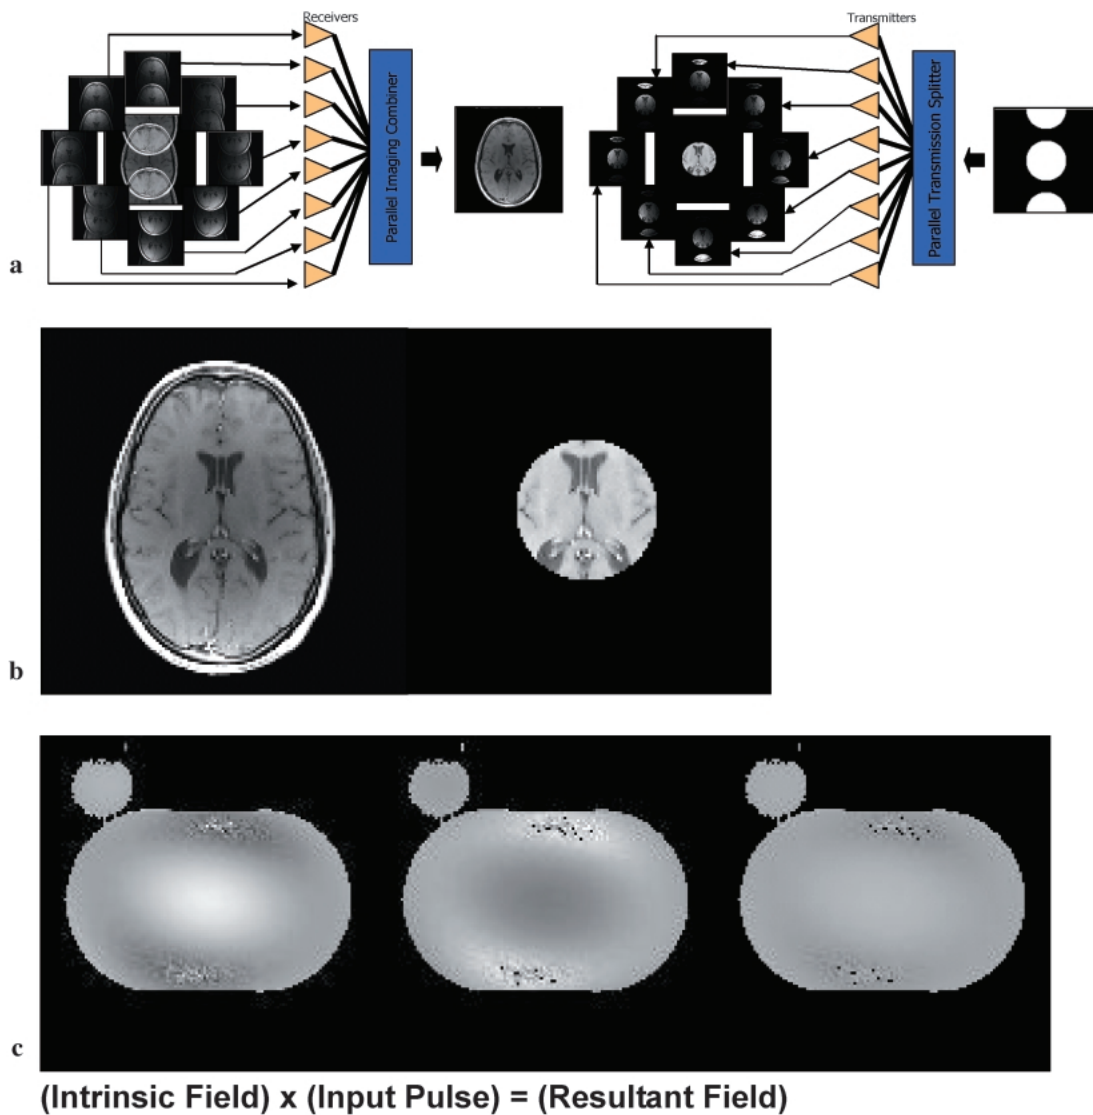 Receivers
Transmitters
Parallel Imaging Combiner
Parallel Transmission Splitter
a
b
c
(Intrinsic Field) x (Input Pulse) = (Resultant Field)